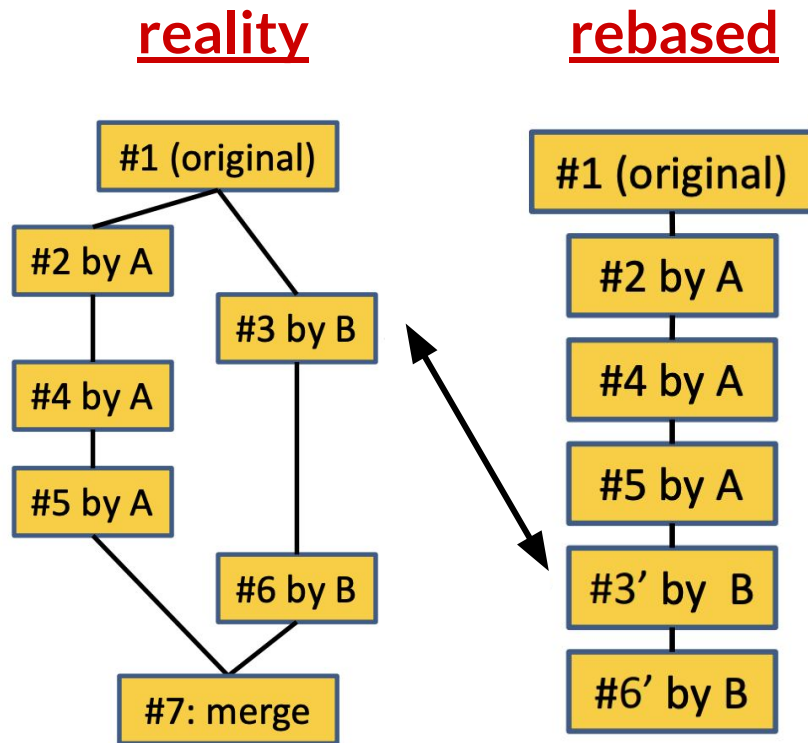 reality
#1 (original)
#2 by A
#3 by B
#4 by A
#5 by A
#6 by B
#7: merge
rebased
#1 (original)
#2 by A
#4 by A
#5 by A
#3’ by B
#6’ by B